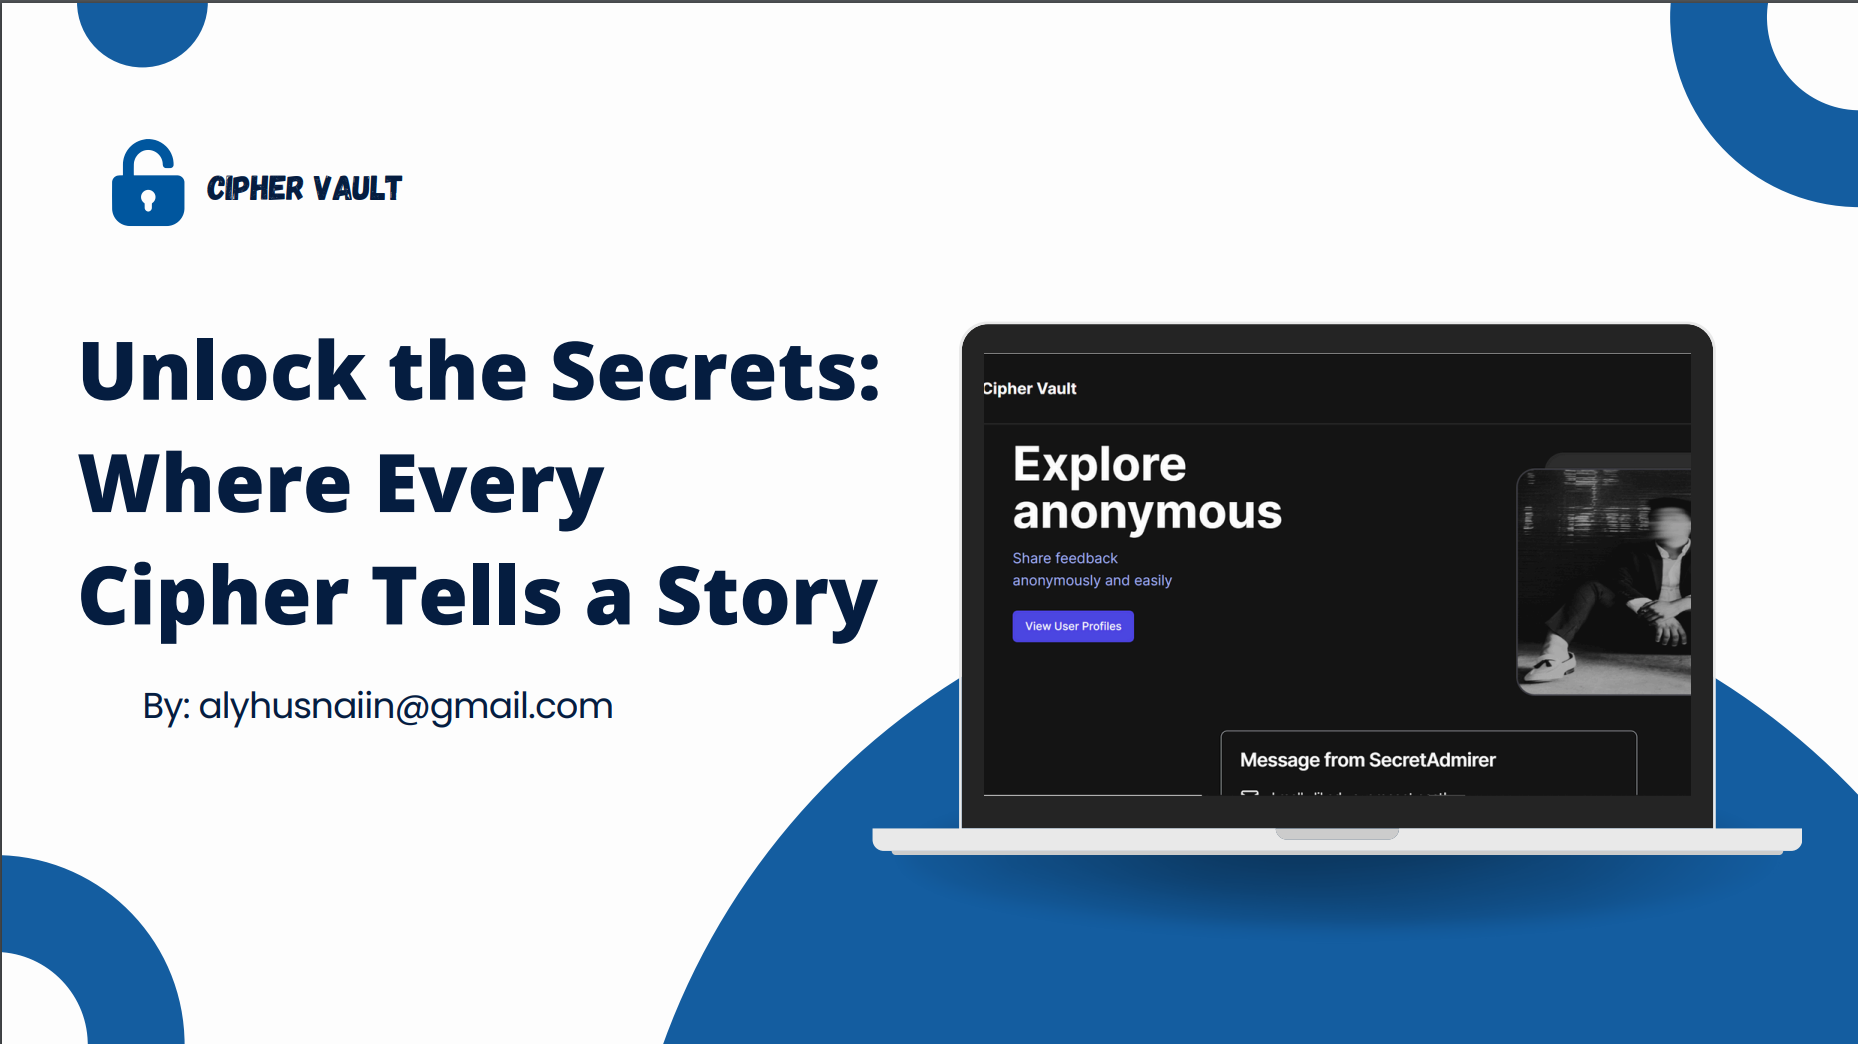 CIPHER VAULT
Unlock the Secrets:
Where Every
Cipher Tells a Story
By: alyhusnaiin@gmail.com
Cipher Vault
Explore
anonymous
Share feedback
anonymously and easily
View User Profiles
Message from SecretAdmirer